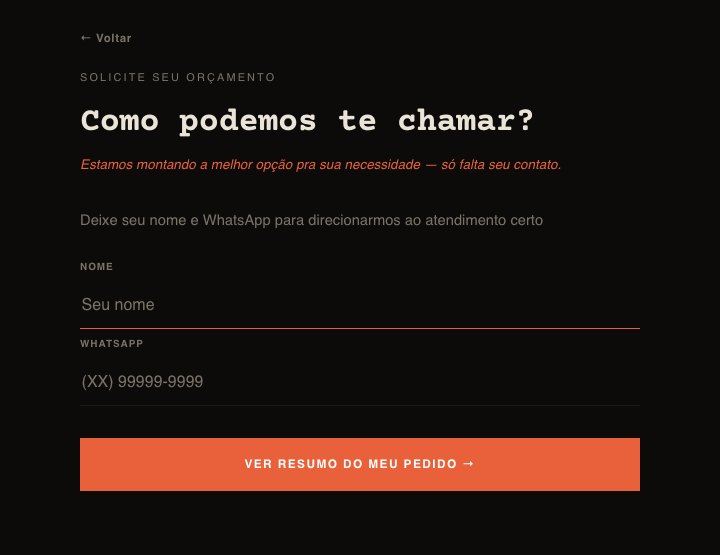 ← Voltar
SOLICITE SEU ORÇAMENTO
Como podemos te chamar?
Estamos montando a melhor opção pra sua necessidade — só falta seu contato.
Deixe seu nome e WhatsApp para direcionarmos ao atendimento certo
NOME
Seu nome
WHATSAPP
(XX) 99999-9999
VER RESUMO DO MEU PEDIDO →